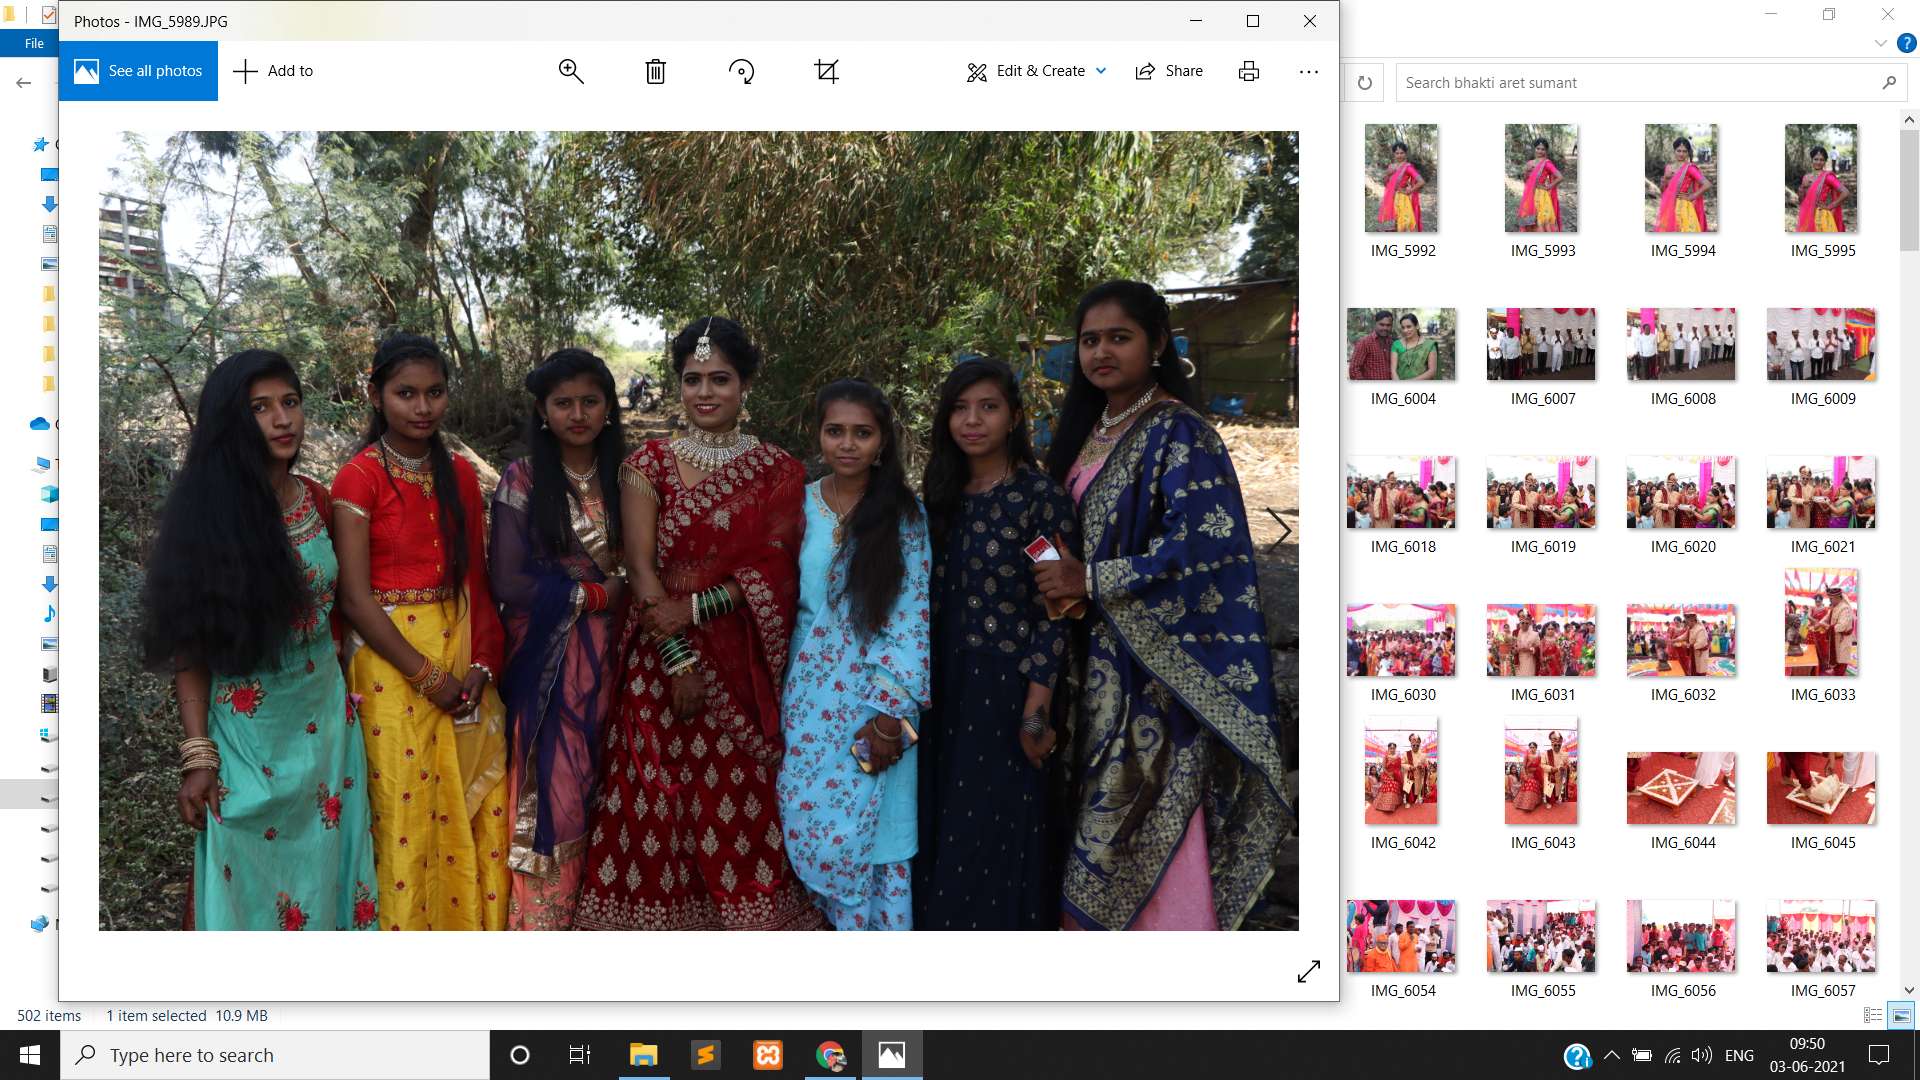 Photos - IMG_5989.JPG
File
See all photos
Add to
Edit & Create
Share
Search bhakti aret sumant
IMG_5992
IMG_5993
IMG_5994
IMG_5995
IMG_6004
IMG_6007
IMG_6008
IMG_6009
IMG_6018
IMG_6019
IMG_6020
IMG_6021
IMG_6030
IMG_6031
IMG_6032
IMG_6033
IMG_6042
IMG_6043
IMG_6044
IMG_6045
IMG_6054
IMG_6055
IMG_6056
IMG_6057
502 items
1 item selected 10.9 MB
Type here to search
ENG
09:50
03-06-2021